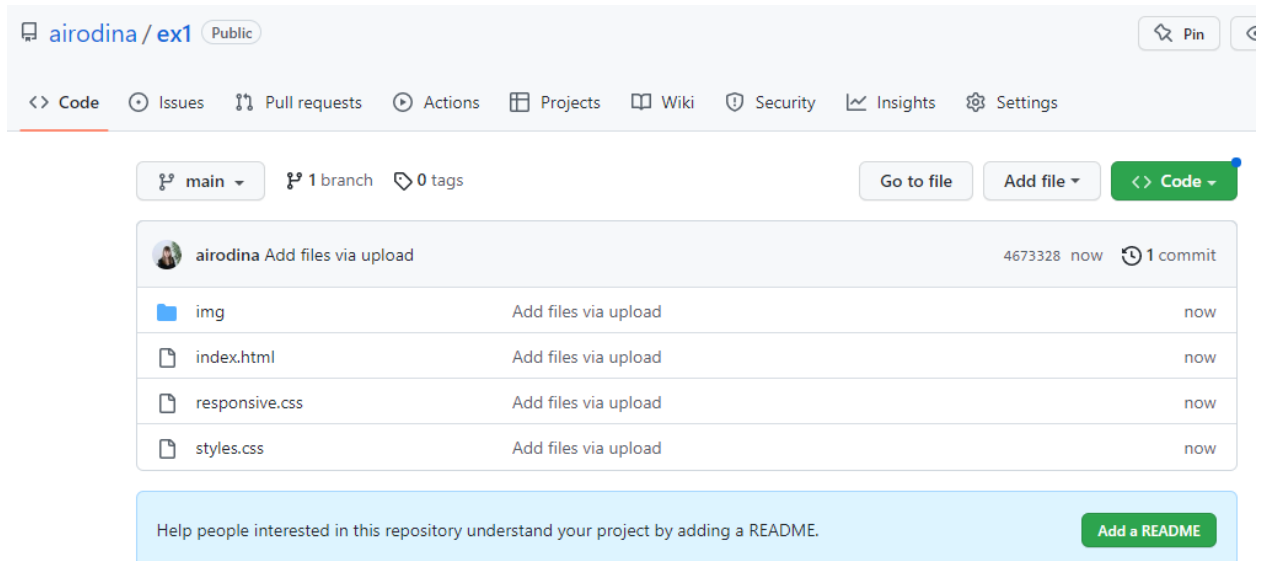 airodina / ex1 Public Pin
Code Issues Pull requests Actions Projects Wiki Security Insights Settings
main 1 branch 0 tags Go to file Add file Code
airodina Add files via upload 4673328 now 1 commit
img Add files via upload now
index.html Add files via upload now
responsive.css Add files via upload now
styles.css Add files via upload now
Help people interested in this repository understand your project by adding a README. Add a README